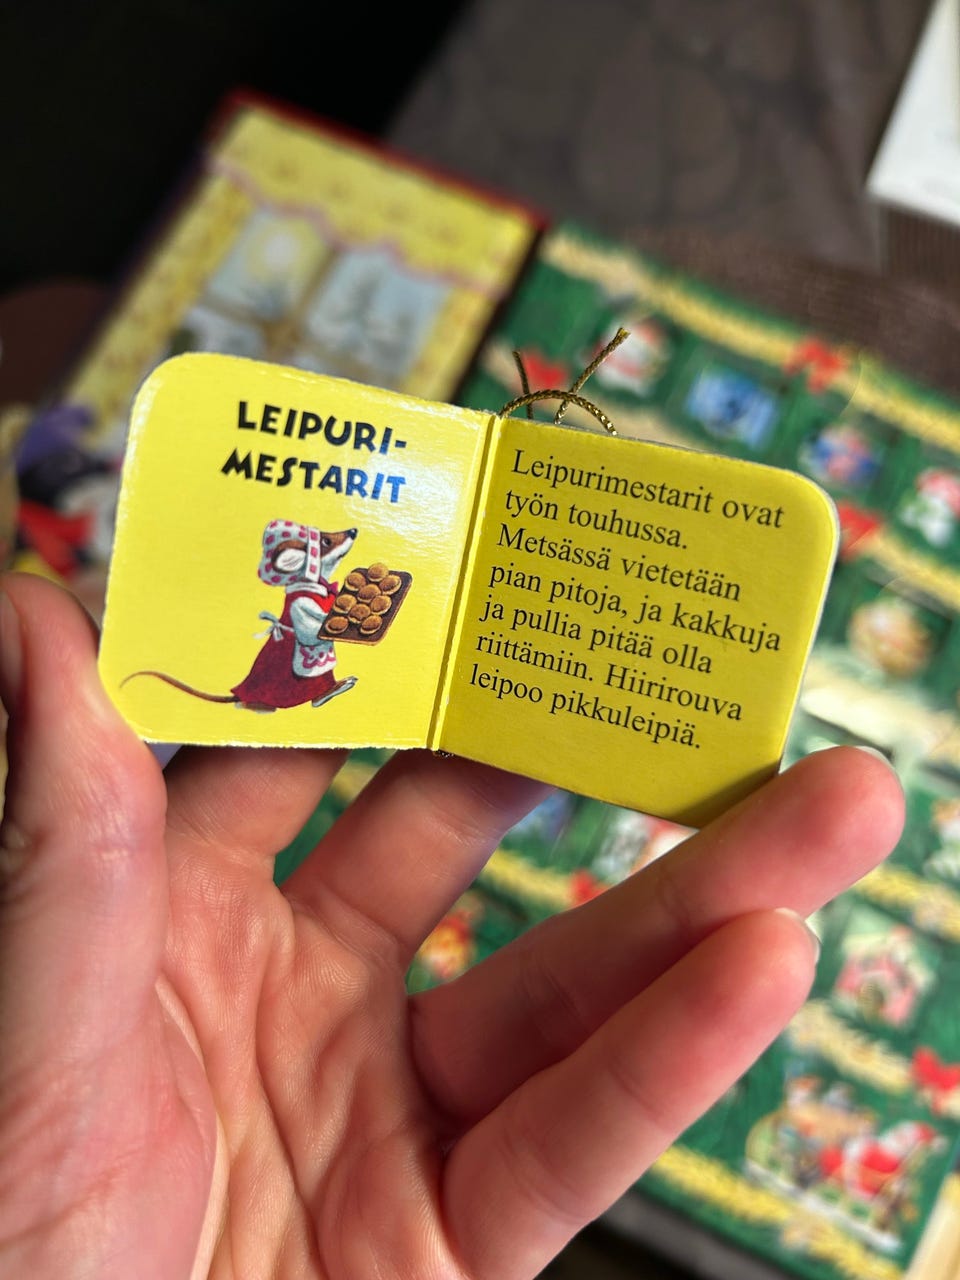 LEIPURI-
MESTARIT
Leipurimestarit ovat
työn touhussa.
Metsässä vietetään
pian pitoja, ja kakkuja
ja pullia pitää olla
riittämiin. Hiirirouva
leipoo pikkuleipiä.